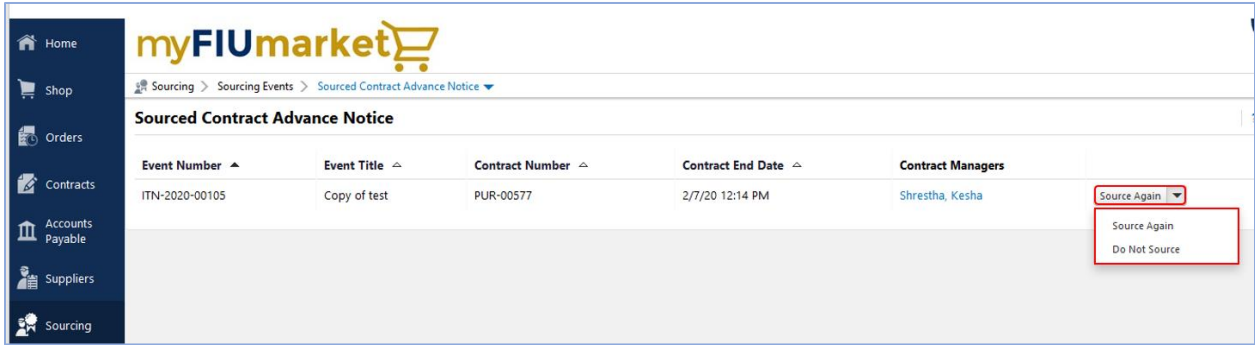 Home
Shop
Orders
Contracts
Accounts
Payable
Suppliers
Sourcing
myFIUmarket
Sourcing > Sourcing Events > Sourced Contract Advance Notice
Sourced Contract Advance Notice
Event Number Event Title Contract Number Contract End Date Contract Managers
ITN-2020-00105 Copy of test PUR-00577 2/7/20 12:14 PM Shrestha, Kesha Source Again
Source Again
Do Not Source